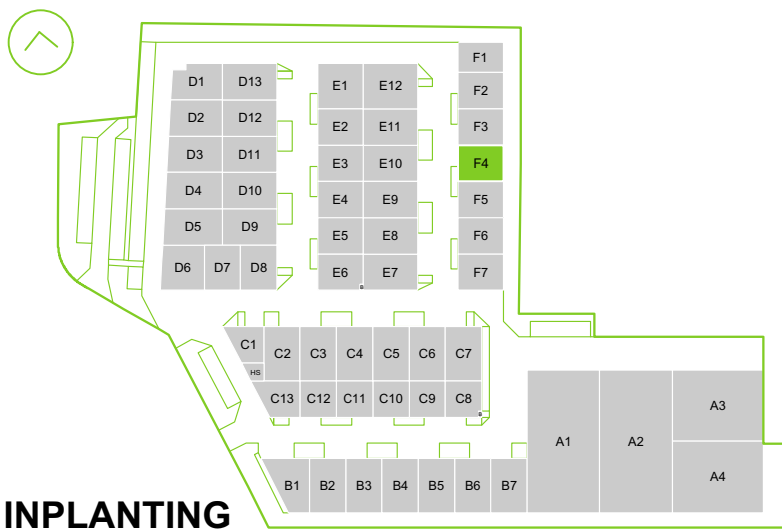 F1
D1 D13 E1 E12 F2
D2 D12 E2 E11 F3
D3 D11 E3 E10 F4
D4 D10 E4 E9 F5
D5 D9 E5 E8 F6
D6 D7 D8 E6 E7 F7
C1 C2 C3 C4 C5 C6 C7
HS
C13 C12 C11 C10 C9 C8
A1 A2 A3
A4
B1 B2 B3 B4 B5 B6 B7
INPLANTING